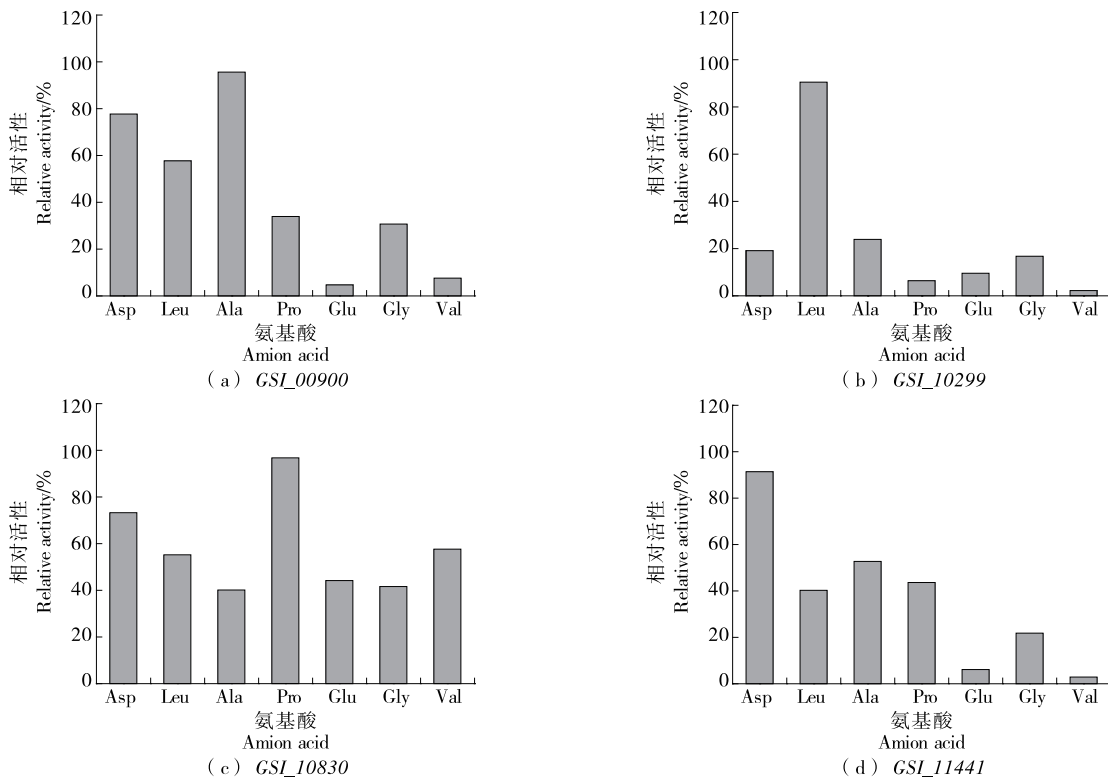 120
100
80
60
40
20
0
相对活性
Relative activity/%
Asp Leu Ala Pro Glu Gly Val
氨基酸
Amion acid
（a） GSI_00900
120
100
80
60
40
20
0
相对活性
Relative activity/%
Asp Leu Ala Pro Glu Gly Val
氨基酸
Amion acid
（b） GSI_10299
120
100
80
60
40
20
0
相对活性
Relative activity/%
Asp Leu Ala Pro Glu Gly Val
氨基酸
Amion acid
（c） GSI_10830
120
100
80
60
40
20
0
相对活性
Relative activity/%
Asp Leu Ala Pro Glu Gly Val
氨基酸
Amion acid
（d） GSI_11441